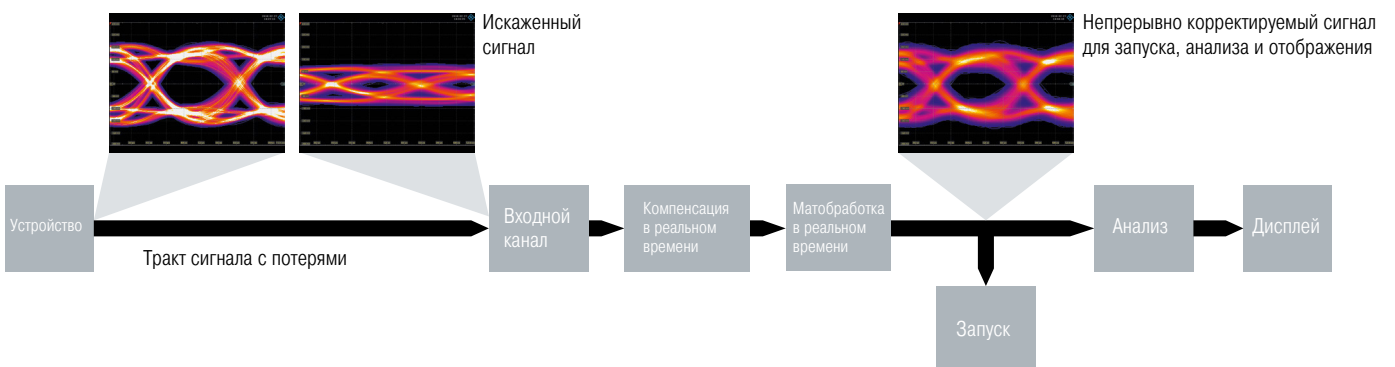 Искаженный
сигнал
Непрерывно корректируемый сигнал
для запуска, анализа и отображения
Устройство
Тракт сигнала с потерями
Входной
канал
Компенсация
в реальном
времени
Матобработка
в реальном
времени
Анализ
Дисплей
Запуск